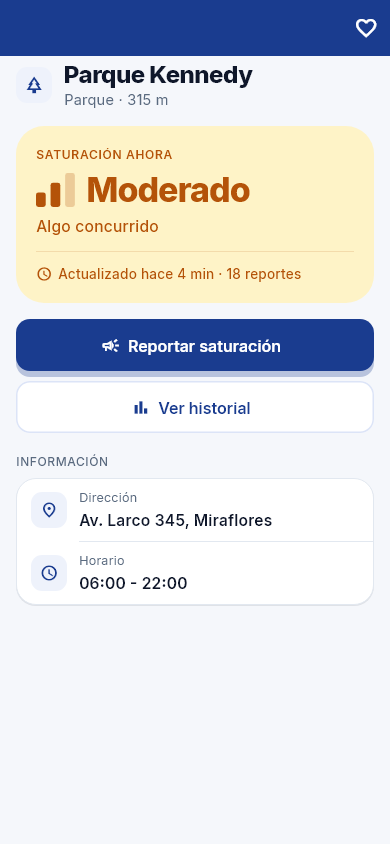 Parque Kennedy
Parque · 315 m
SATURACIÓN AHORA
Moderado
Algo concurrido
Actualizado hace 4 min · 18 reportes
Reportar saturación
Ver historial
INFORMACIÓN
Dirección
Av. Larco 345, Miraflores
Horario
06:00 - 22:00